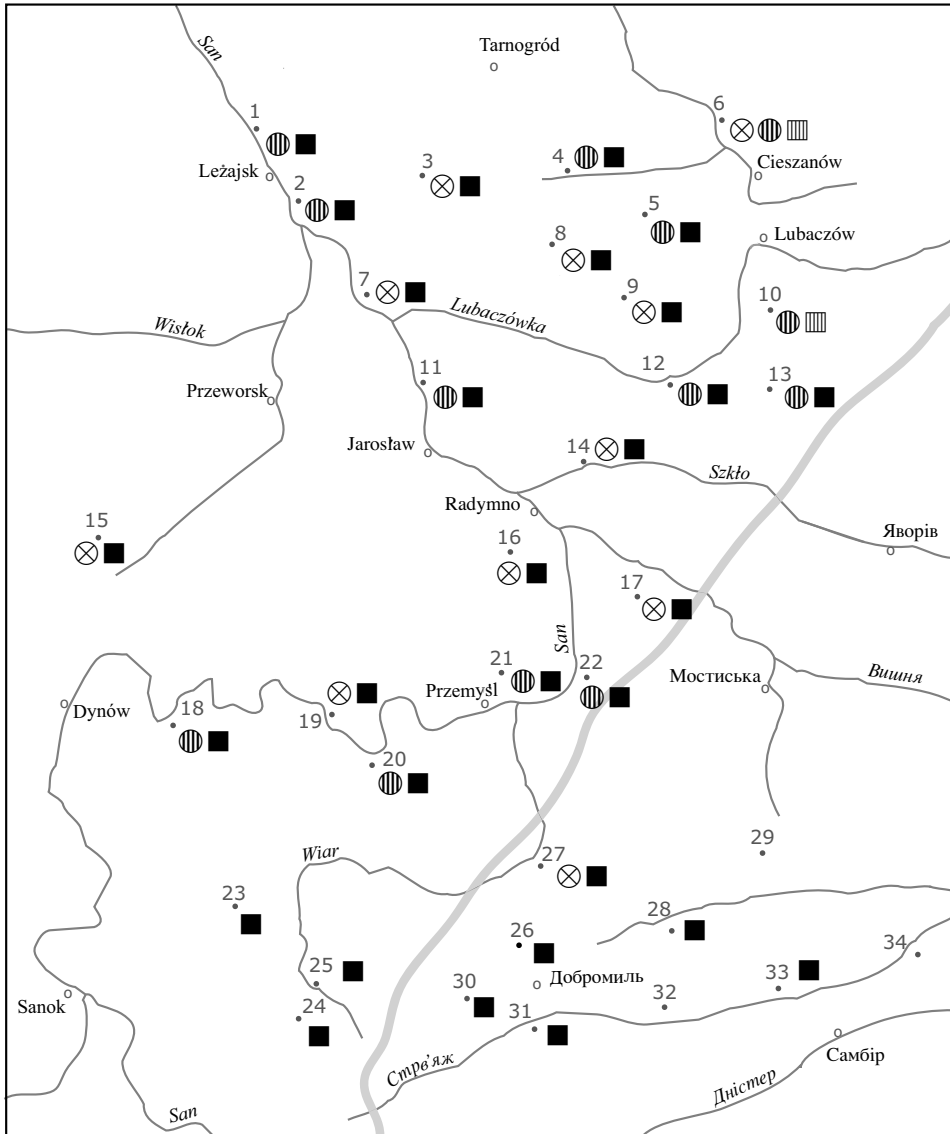 San
Tarnogród
1
6
Leżajsk
3
4
Cieszanów
2
5
8
Lubaczów
7
9
10
Wisłok
Lubaczówka
Przeworsk
11
12
13
Jarosław
14
Szkło
Radymno
15
16
Яворів
17
San
21
22
Przemyśl
Мостиська
Вишня
Dynów
18
19
20
Wiar
27
29
23
28
26
34
25
Добромиль
33
Sanok
24
30
31
32
Стрв’яж
Самбір
Дністер
San